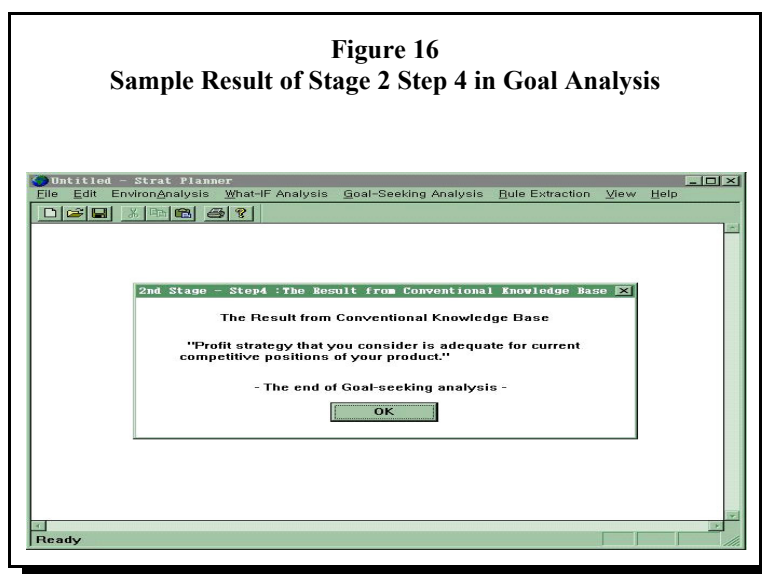 Figure 16
Sample Result of Stage 2 Step 4 in Goal Analysis
Untitled - Strat Planner
File Edit EnvironAnalysis What-IF Analysis Goal-Seeking Analysis Rule Extraction View Help
2nd Stage - Step4 :The Result from Conventional Knowledge Base
The Result from Conventional Knowledge Base
"Profit strategy that you consider is adequate for current
competitive positions of your product."
- The end of Goal-seeking analysis -
OK
Ready